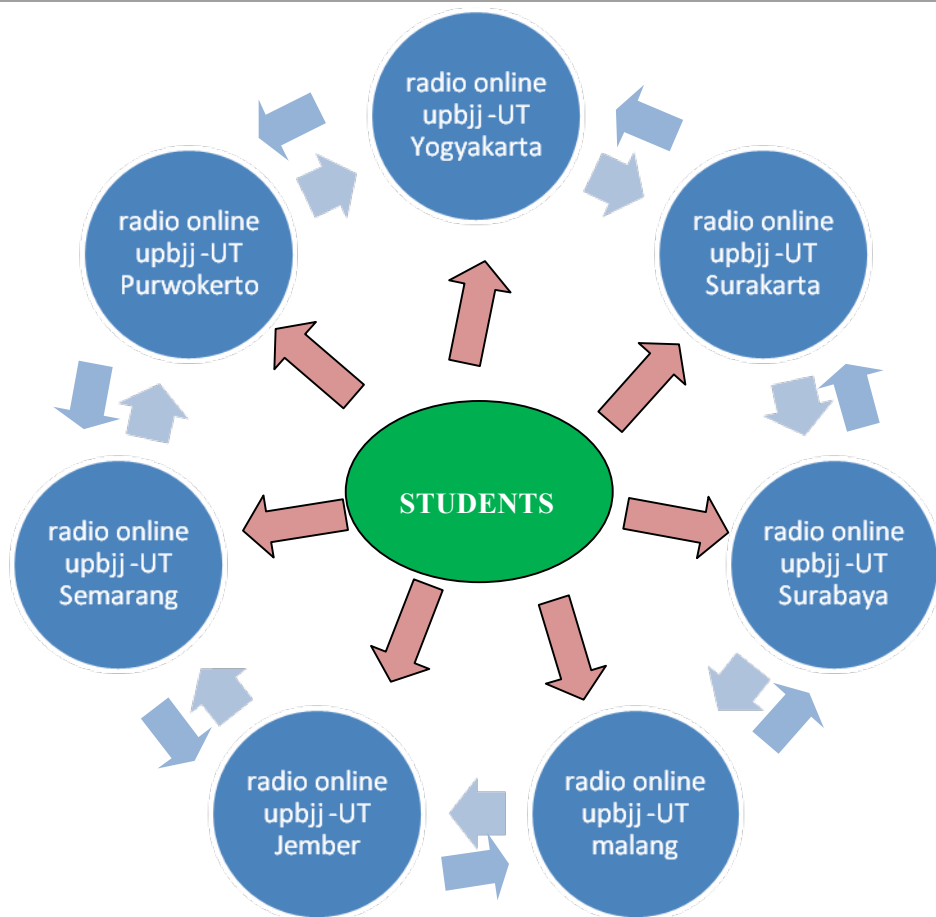 radio online
upbjj -UT
Yogyakarta
radio online
upbjj -UT
Purwokerto
radio online
upbjj -UT
Surakarta
STUDENTS
radio online
upbjj -UT
Semarang
radio online
upbjj -UT
Surabaya
radio online
upbjj -UT
Jember
radio online
upbjj -UT
malang